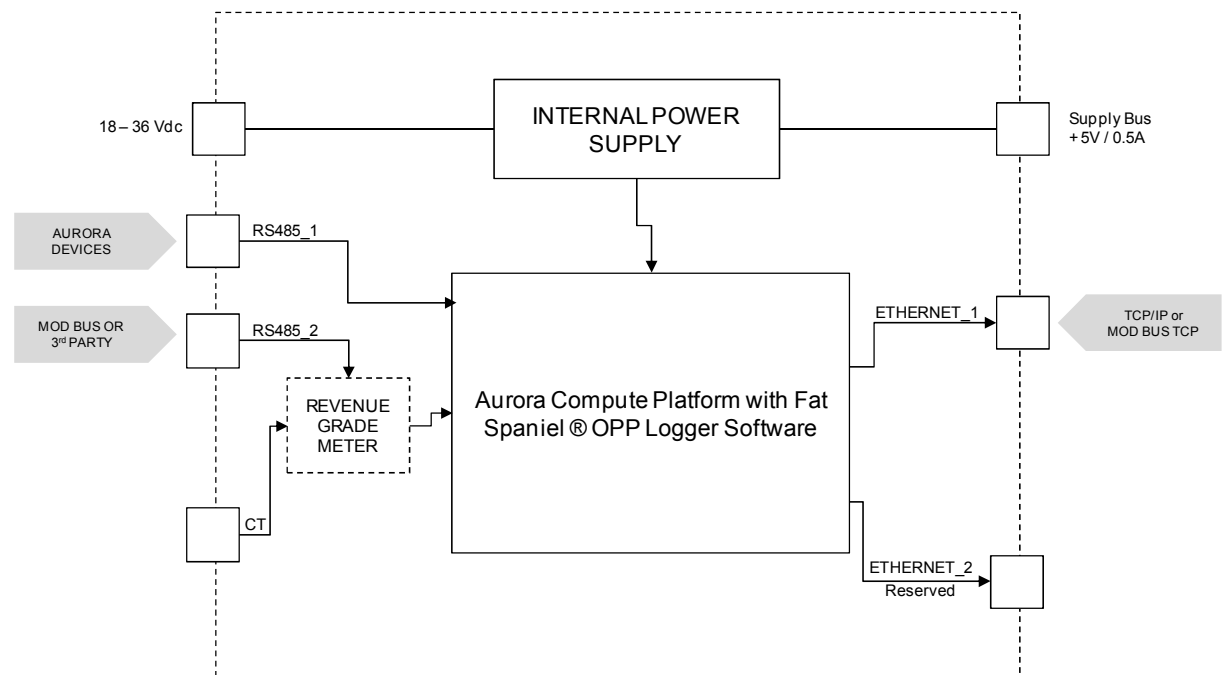 INTERNAL POWER
SUPPLY
18 – 36 Vdc
Supply Bus
+ 5V / 0.5A
AURORA
DEVICES
RS485_1
MOD BUS OR
3rd PARTY
RS485_2
ETHERNET_1
TCP/IP or
MOD BUS TCP
REVENUE
GRADE
METER
Aurora Compute Platform with Fat
Spaniel ® OPP Logger Software
CT
ETHERNET_2
Reserved